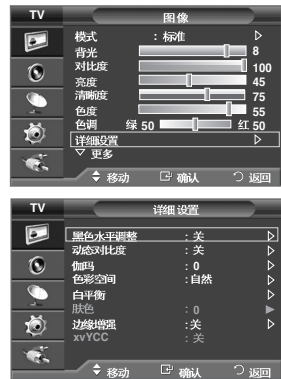 TV 图像
模式 : 标准
背光 8
对比度 100
亮度 45
清晰度 75
色度 55
色调 绿 50 红 50
详细设置
更多
移动 确认 返回
TV 详细设置
黑色水平调整 : 关
动态对比度 : 关
伽玛 : 0
色彩空间 : 自然
白平衡
肤色 : 0
边缘增强 : 关
xvYCC : 关
移动 确认 返回